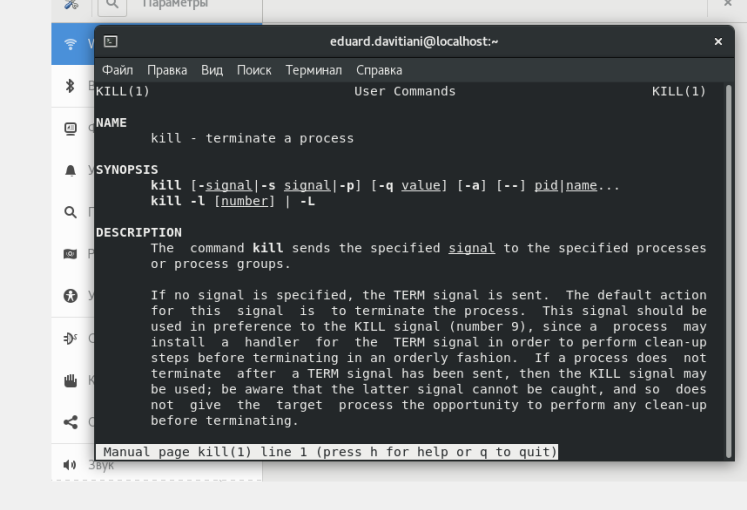 Параметры
eduard.davitiani@localhost:~
Файл Правка Вид Поиск Терминал Справка
KILL(1) User Commands KILL(1)
NAME
kill - terminate a process
SYNOPSIS
kill [-signal|-s signal|-p] [-q value] [-a] [--] pid|name...
kill -l [number] | -L
DESCRIPTION
The command kill sends the specified signal to the specified processes
or process groups.
If no signal is specified, the TERM signal is sent. The default action
for this signal is to terminate the process. This signal should be
used in preference to the KILL signal (number 9), since a process may
install a handler for the TERM signal in order to perform clean-up
steps before terminating in an orderly fashion. If a process does not
terminate after a TERM signal has been sent, then the KILL signal may
be used; be aware that the latter signal cannot be caught, and so does
not give the target process the opportunity to perform any clean-up
before terminating.
Manual page kill(1) line 1 (press h for help or q to quit)
Звук